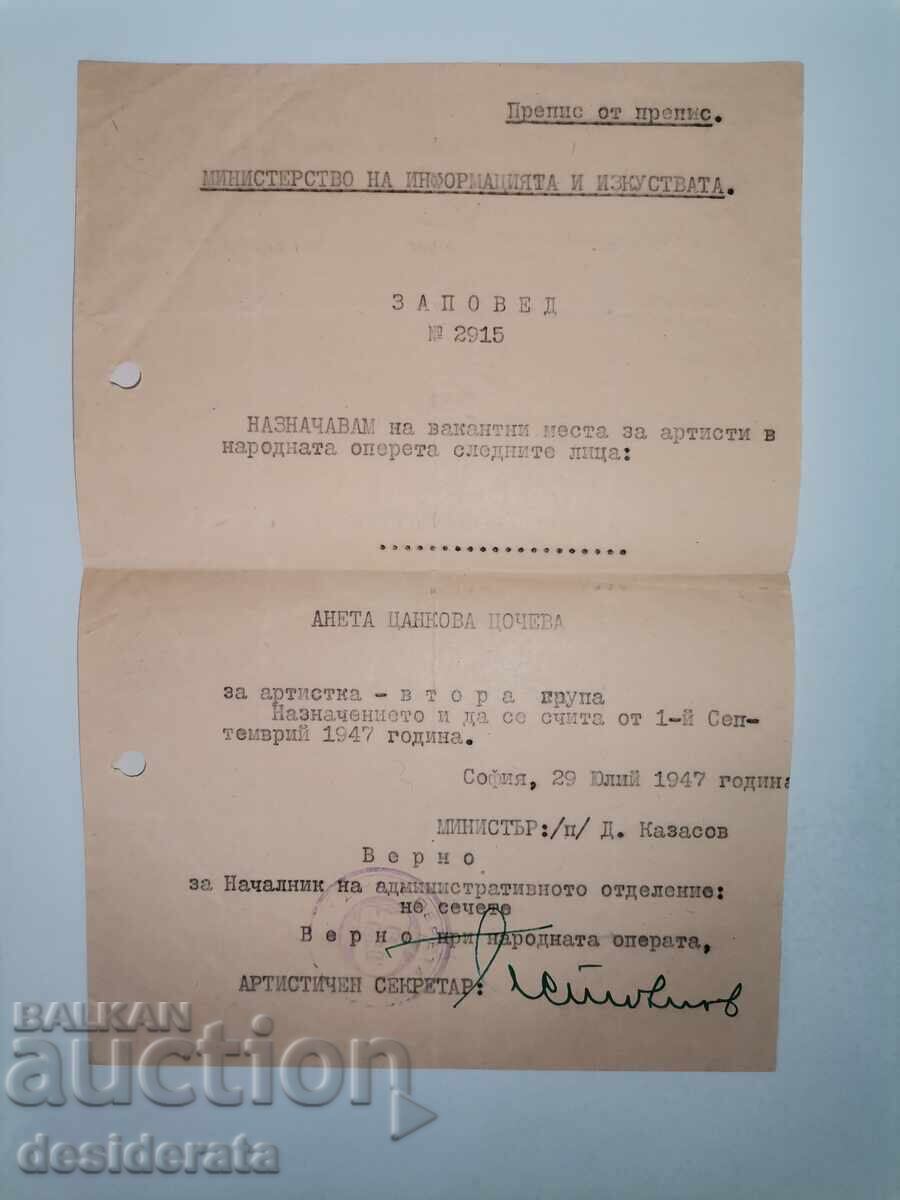 Препис от препис.
МИНИСТЕРСТВО НА ИНФОРМАЦИЯТА И ИЗКУСТВАТА.
З А П О В Е Д
№ 2915
НАЗНАЧАВАМ на вакантни места за артисти в
народната оперета следните лица:
....................
АНЕТА ЦАНКОВА ЦОЧЕВА
за артистка - в т о р а група
Назначението и да се счита от 1-й Сеп-
темврий 1947 година.
София, 29 Юлий 1947 година
МИНИСТЪР:/п/ Д. Казасов
В е р н о
за Началник на административното отделение:
не сечете
В е р н о при народната операта,
АРТИСТИЧЕН СЕКРЕТАР:
BALKAN
auction
desiderata